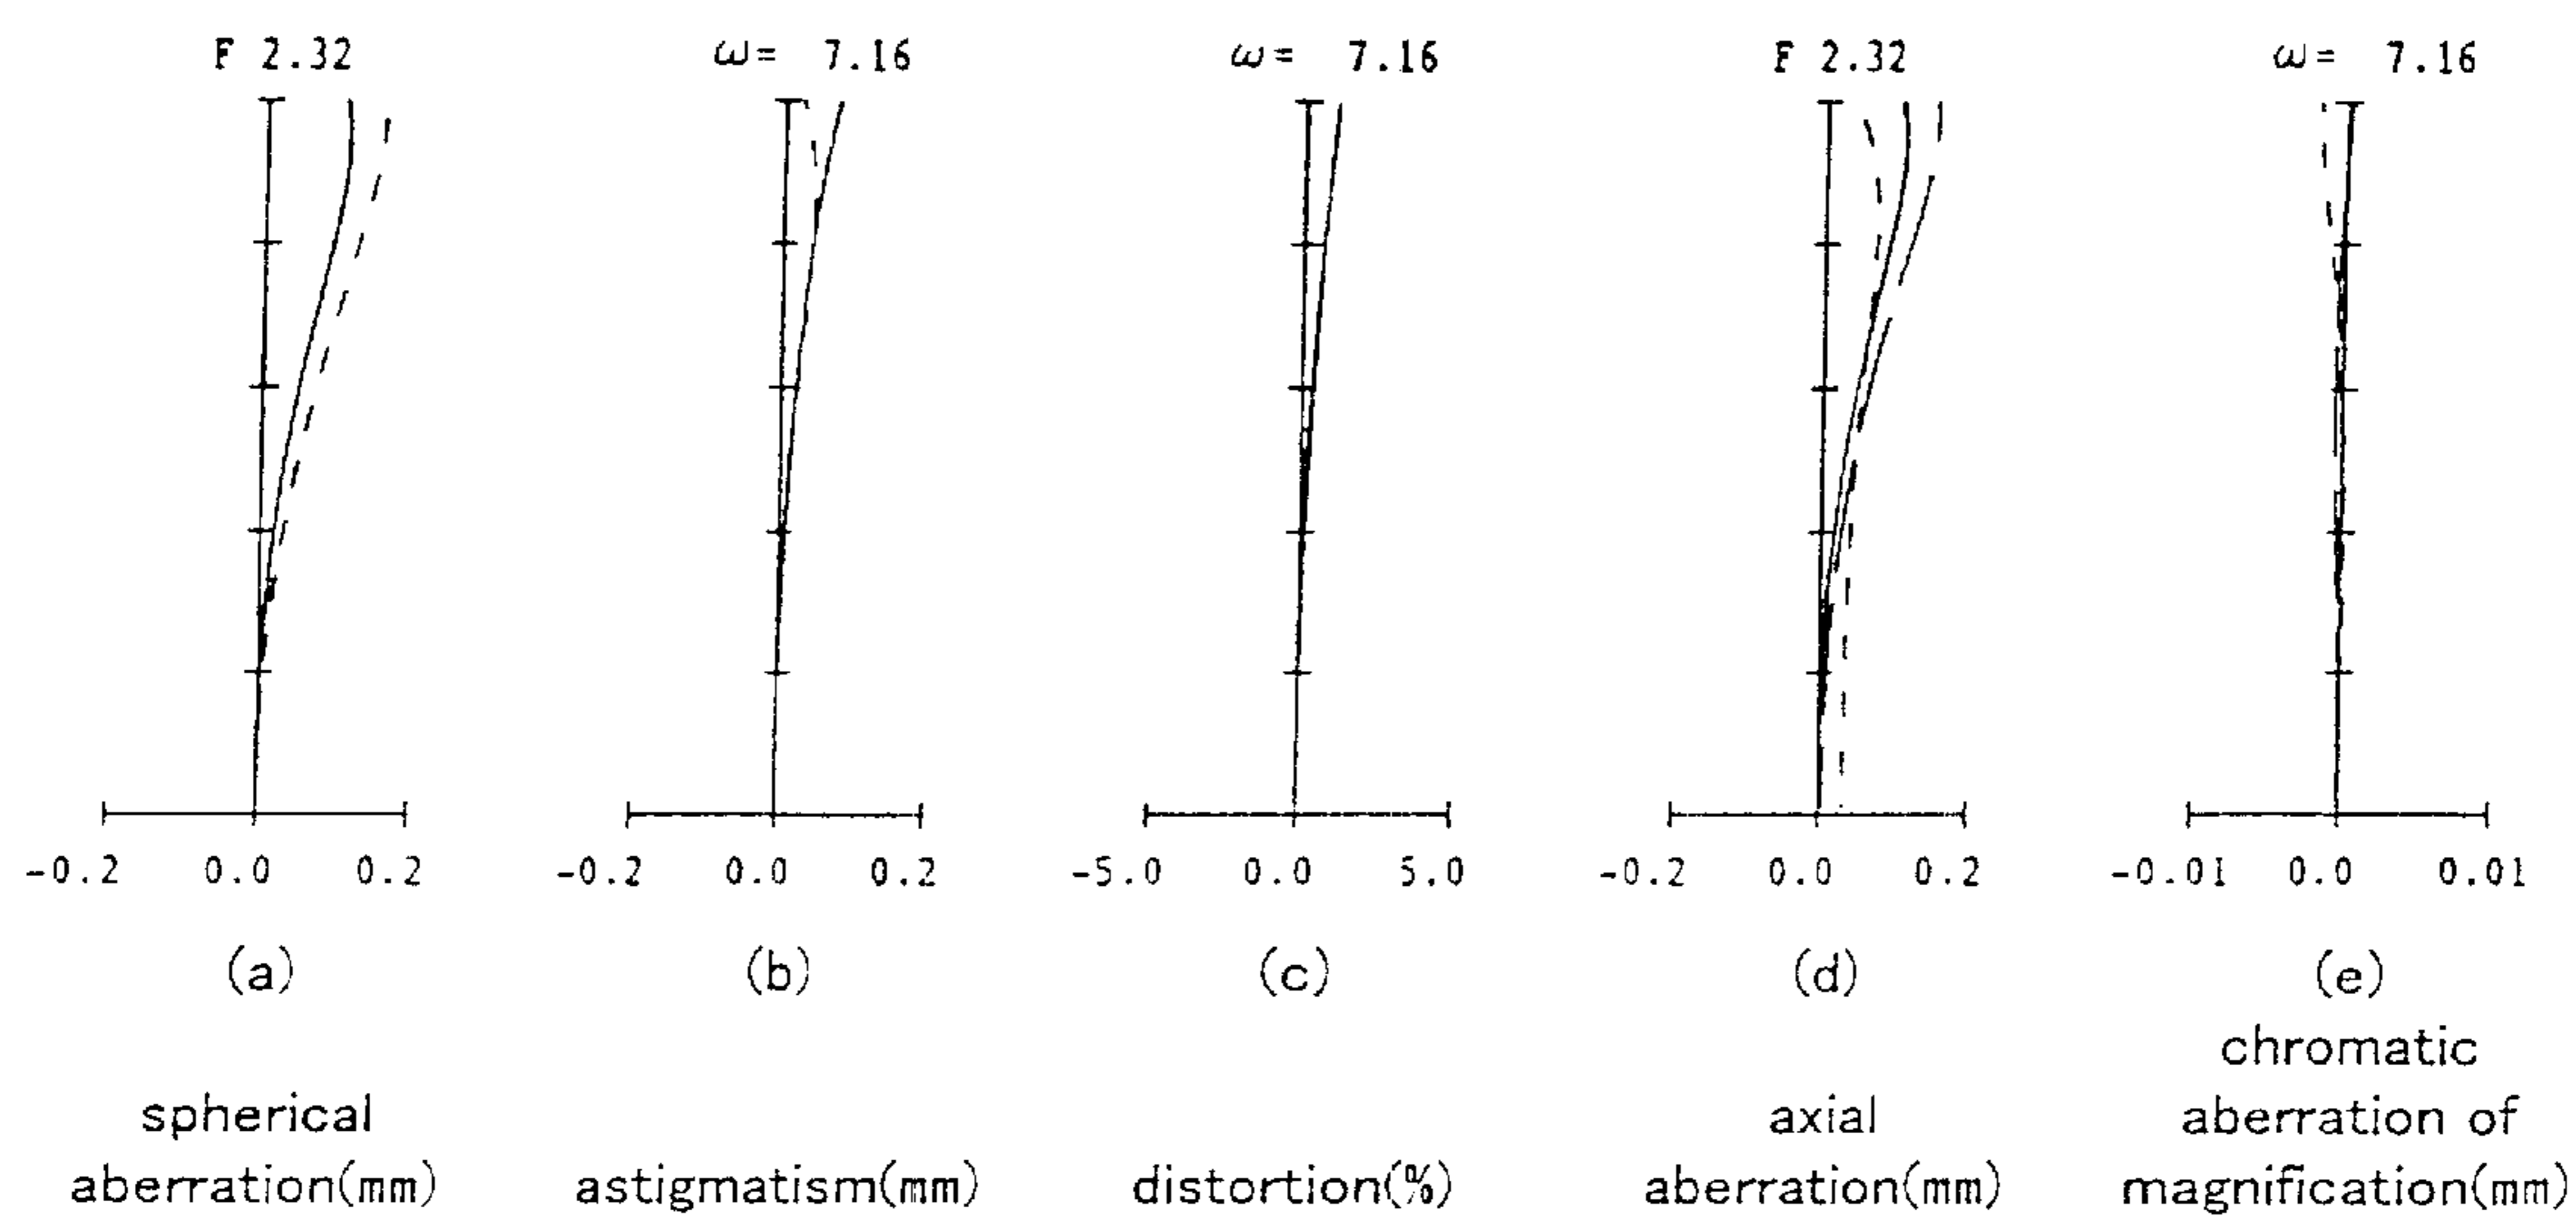 F 2.32
ω= 7.16
ω= 7.16
F 2.32
ω= 7.16
-0.2 0.0 0.2
-0.2 0.0 0.2
-5.0 0.0 5.0
-0.2 0.0 0.2
-0.01 0.0 0.01
(a)
(b)
(c)
(d)
(e)
spherical
aberration(mm)
astigmatism(mm)
distortion(%)
axial
aberration(mm)
chromatic
aberration of
magnification(mm)